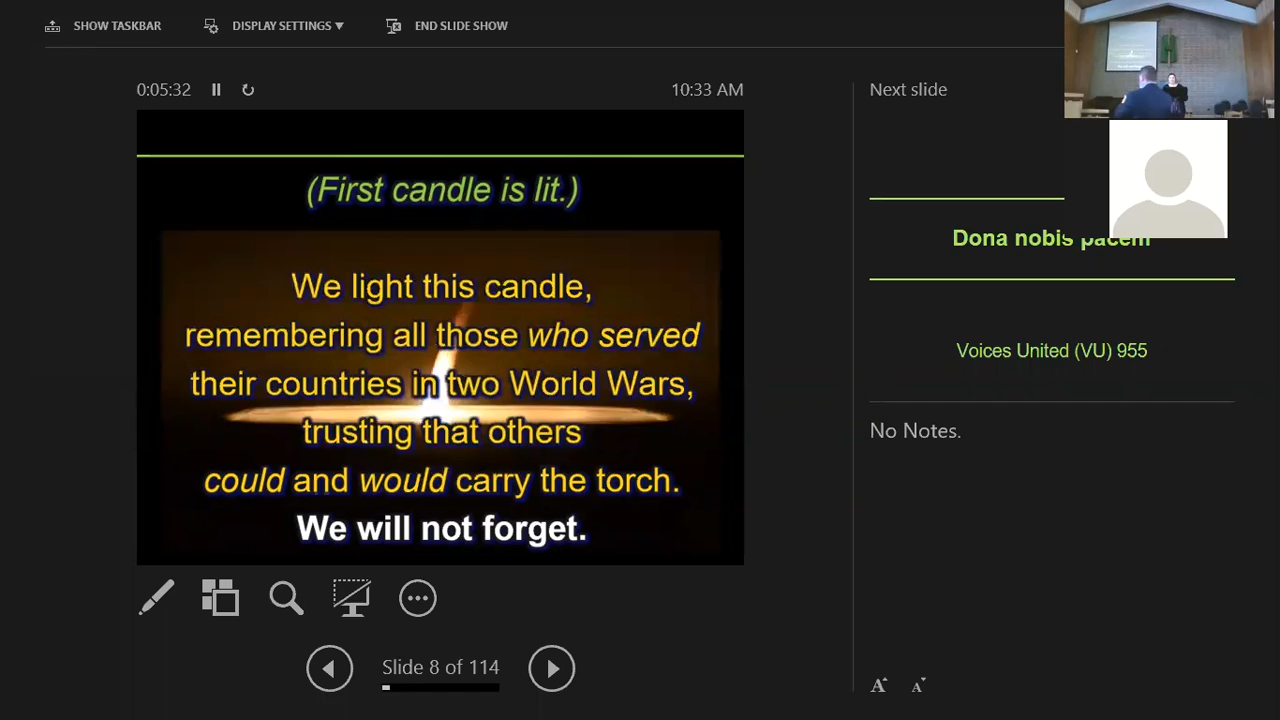 SHOW TASKBAR
DISPLAY SETTINGS ▼
END SLIDE SHOW
0:05:32
10:33 AM
(First candle is lit.)
We light this candle,
remembering all those who served
their countries in two World Wars,
trusting that others
could and would carry the torch.
We will not forget.
Slide 8 of 114
Next slide
Dona nobis pacem
Voices United (VU) 955
No Notes.
A A